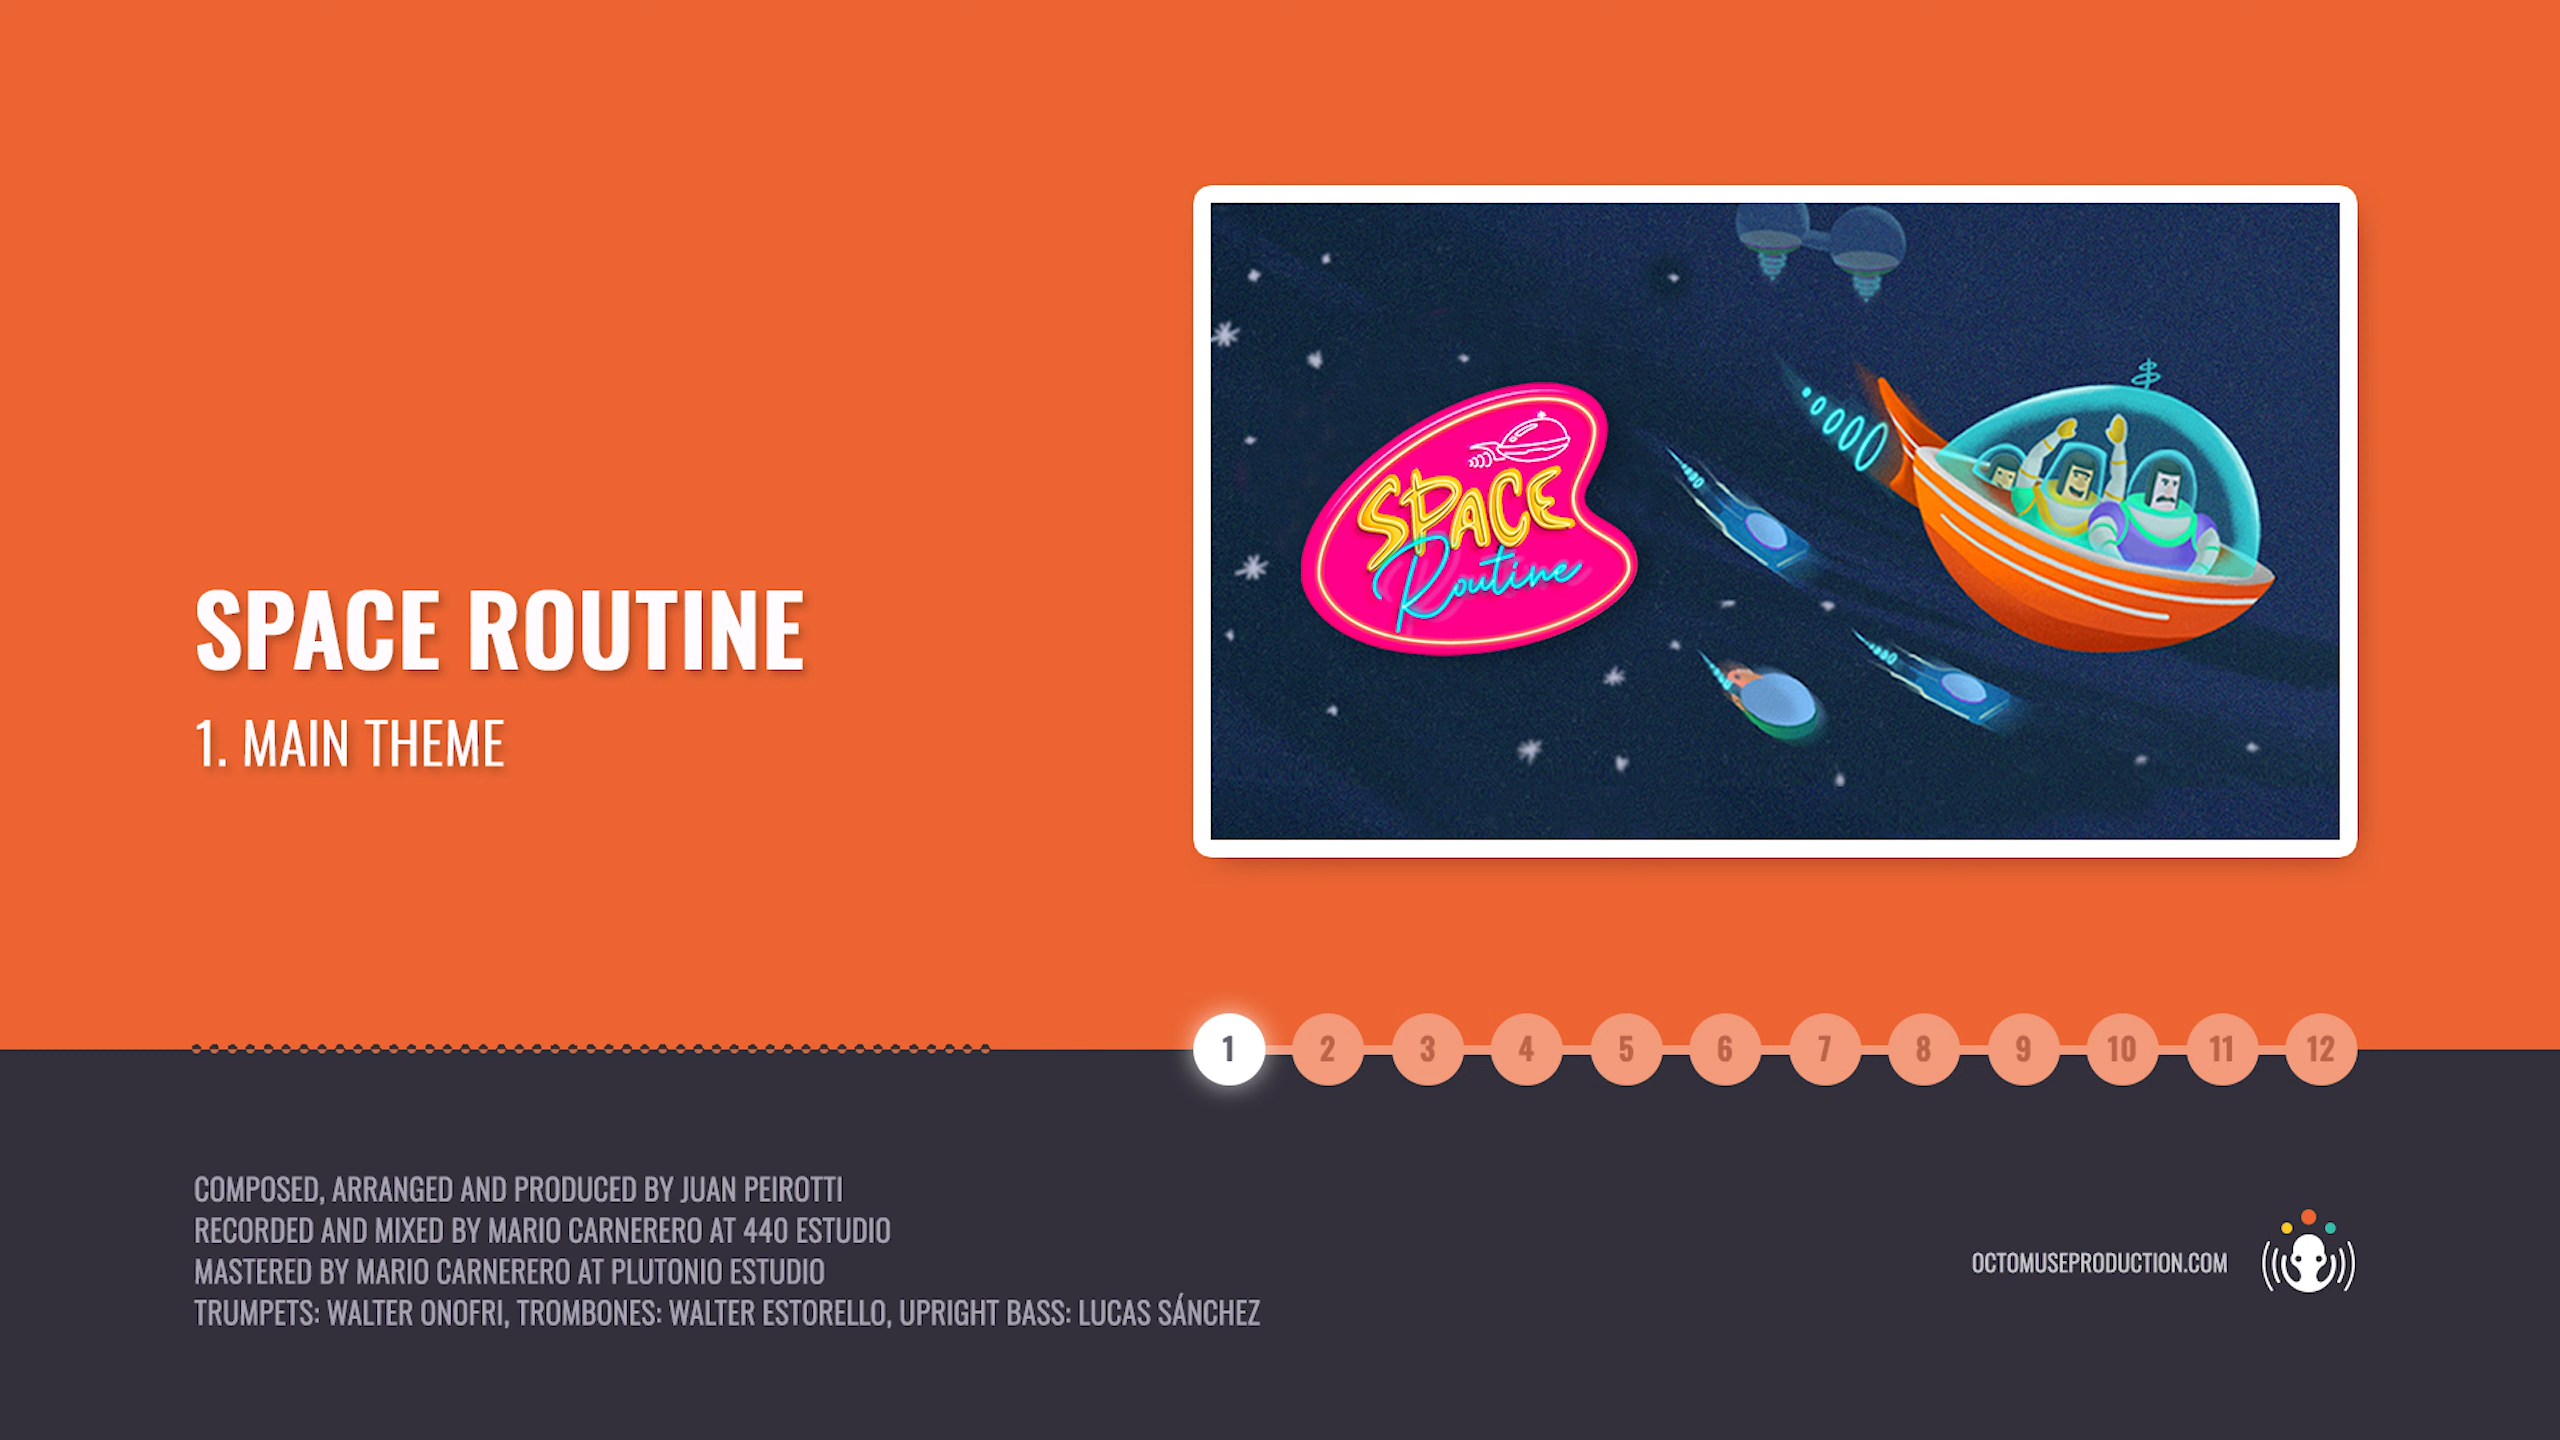 SPACE ROUTINE
1. MAIN THEME
SPACE
Routine
1 2 3 4 5 6 7 8 9 10 11 12
COMPOSED, ARRANGED AND PRODUCED BY JUAN PEIROTTI
RECORDED AND MIXED BY MARIO CARNERERO AT 440 ESTUDIO
MASTERED BY MARIO CARNERERO AT PLUTONIO ESTUDIO
TRUMPETS: WALTER ONOFRI, TROMBONES: WALTER ESTORELLO, UPRIGHT BASS: LUCAS SÁNCHEZ
OCTOMUSEPRODUCTION.COM